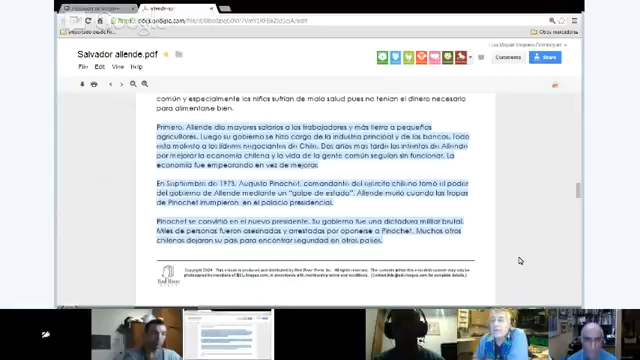 Salvador allende.pdf
File Edit View Help
Comments
Share
Otros marcadores
común y especialmente los niños sufrían de mala salud pues no tenían el dinero necesario
para alimentarse bien.
Primero, Allende dio mayores salarios a los trabajadores y más tierra a pequeños
agricultores. Luego su gobierno se hizo cargo de la industria principal y de los bancos. Todo
esto molestó a los líderes negociantes de Chile. Dos años mas tarde los intentos de Allende
por mejorar la economía chilena y la vida de la gente común seguían sin funcionar. La
economía fue empeorando en vez de mejorar.
En Septiembre de 1973, Augusto Pinochet, comandante del ejército chileno tomó el poder
del gobierno de Allende mediante un "golpe de estado". Allende murió cuando las tropas
de Pinochet irrumpieron en el palacio presidencial.
Pinochet se convirtió en el nuevo presidente. Su gobierno fue una dictadura militar brutal.
Miles de personas fueron asesinadas y arrestadas por oponerse a Pinochet. Muchos otros
chilenos dejaron su país para encontrar seguridad en otros países.
Red River